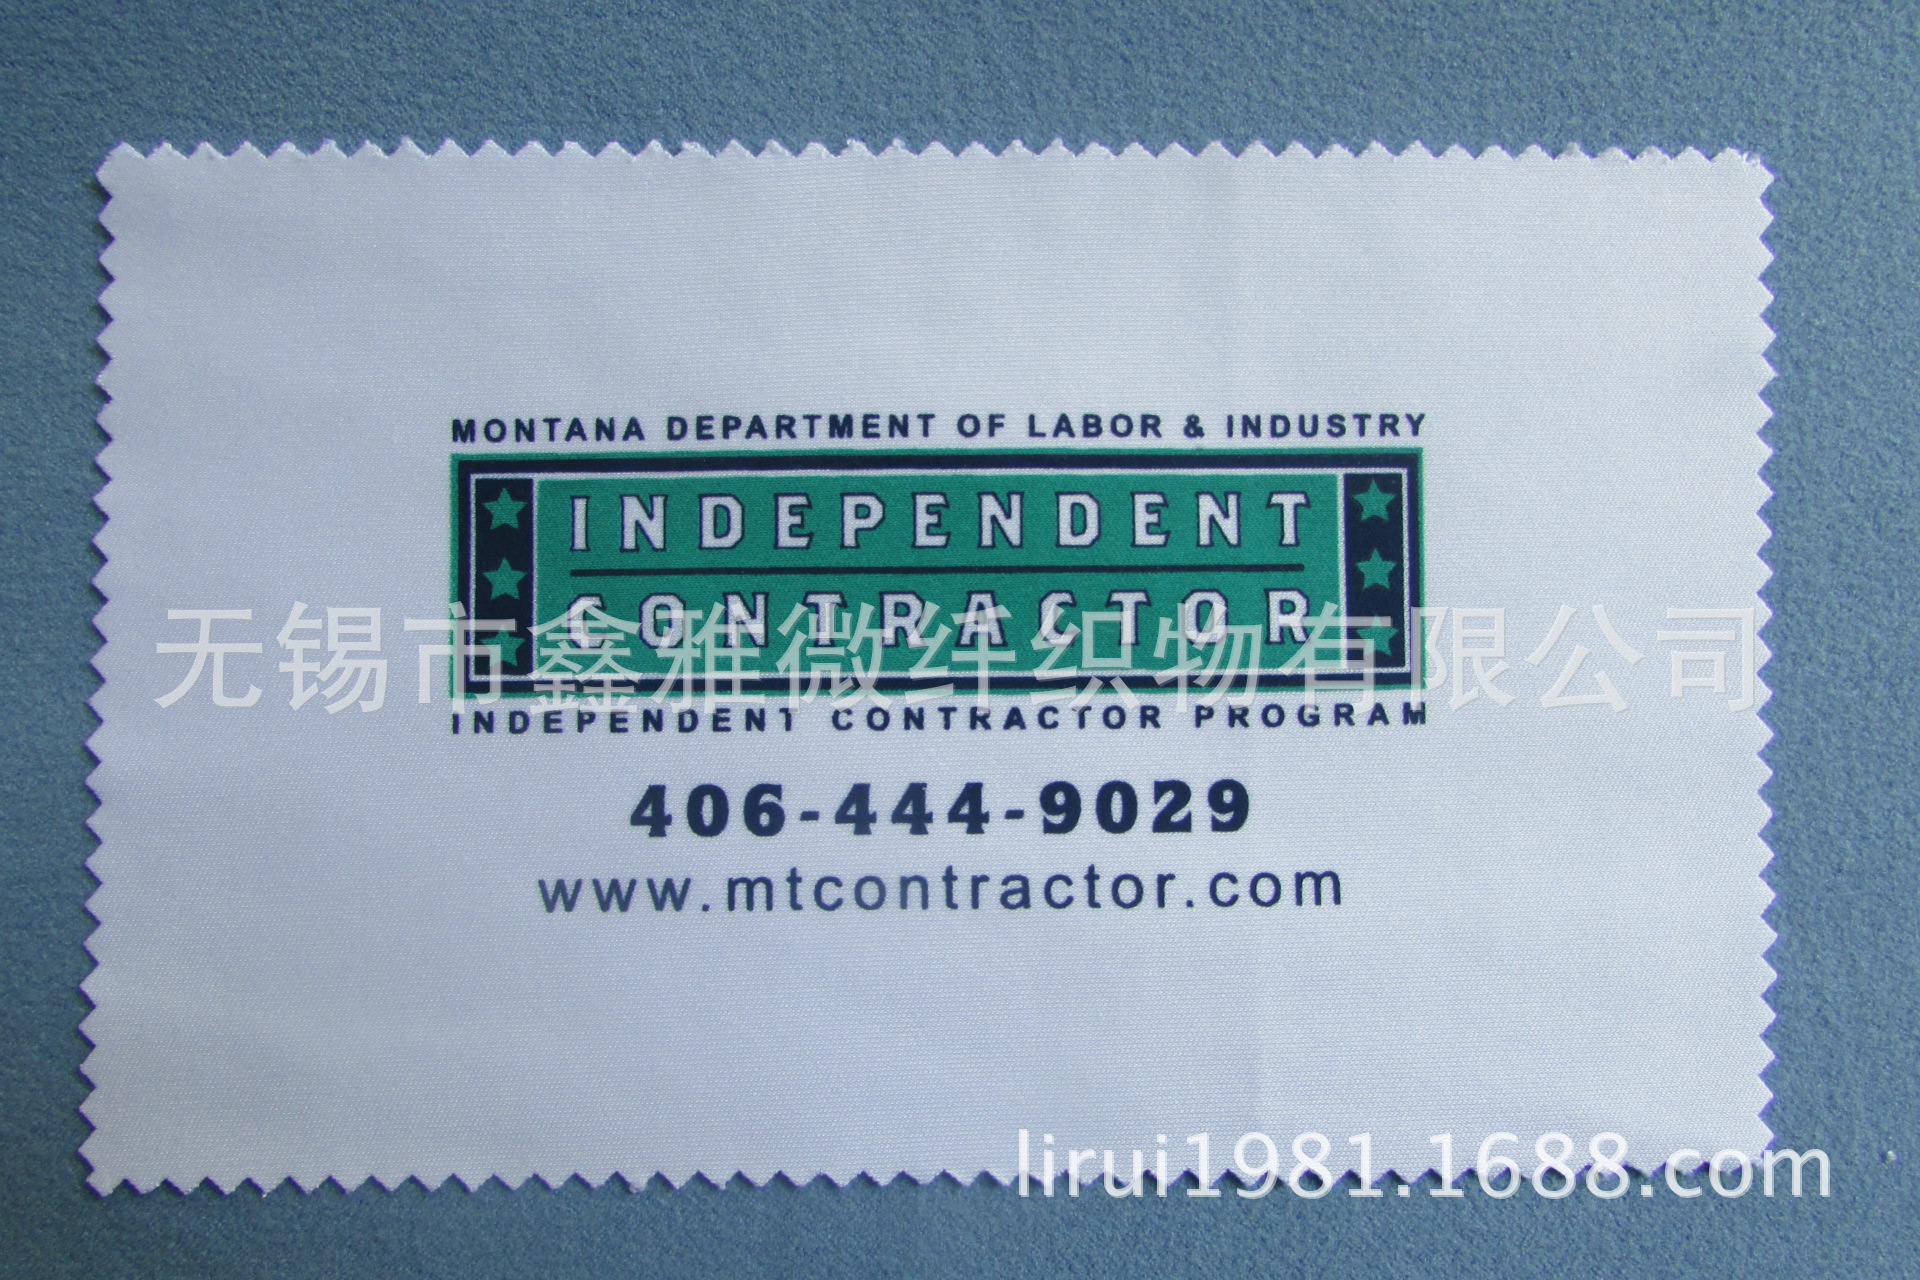 MONTANA DEPARTMENT OF LABOR & INDUSTRY
INDEPENDENT
CONTRACTOR
无锡市鑫雅微纤织物有限公司
INDEPENDENT CONTRACTOR PROGRAM
406-444-9029
www.mtcontractor.com
lirui1981.1688.com